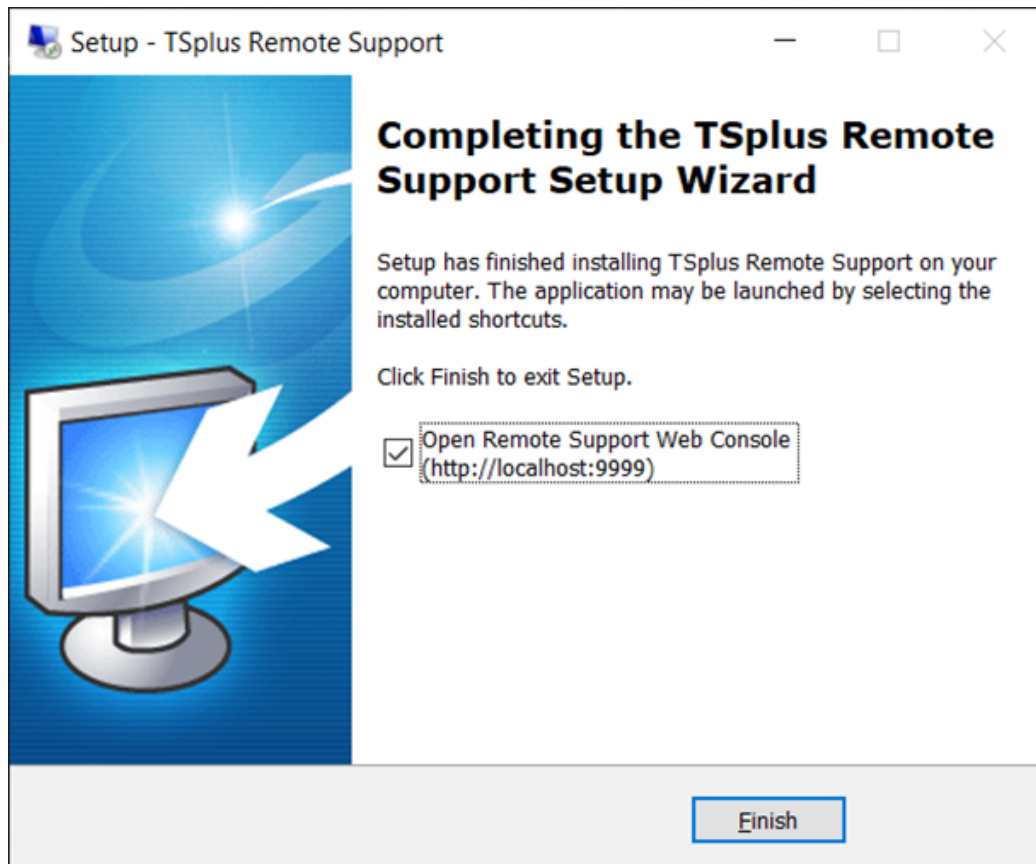 Setup - TSplus Remote Support
Completing the TSplus Remote
Support Setup Wizard
Setup has finished installing TSplus Remote Support on your
computer. The application may be launched by selecting the
installed shortcuts.
Click Finish to exit Setup.
Open Remote Support Web Console
(http://localhost:9999)
Finish